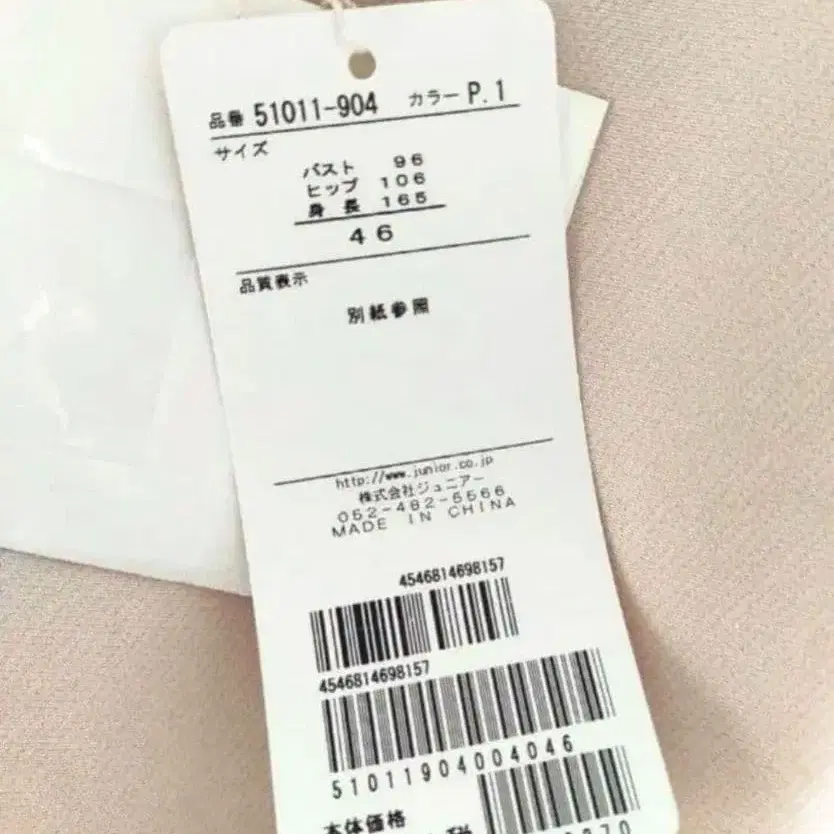 品番 51011-904 カラー P.1
サイズ
バスト 96
ヒップ 106
身長 165
46
品質表示
別紙参照
http://www.junior.co.jp
株式会社ジュニアー
052-482-5566
MADE IN CHINA
4546814698157
4546814698157
51011904004046
本体価格